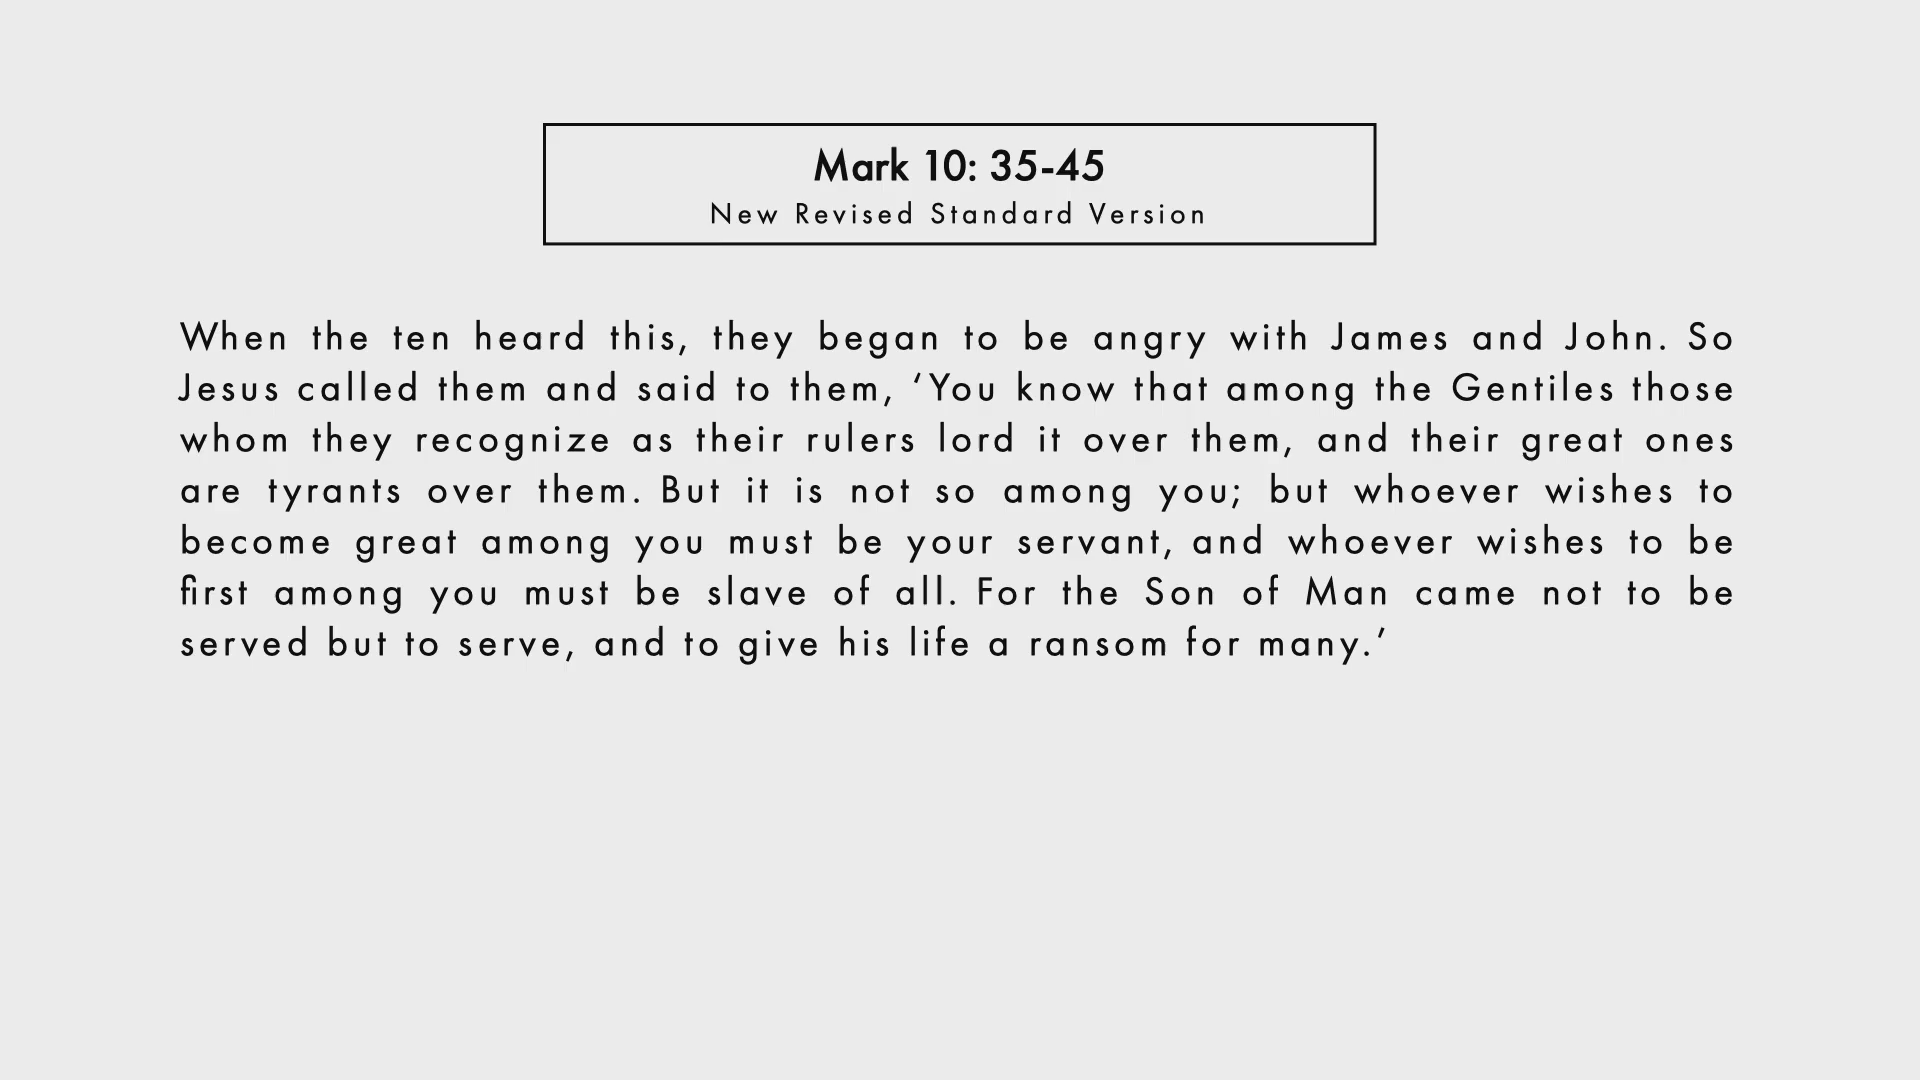 Mark 10: 35-45
New Revised Standard Version
When the ten heard this, they began to be angry with James and John. So
Jesus called them and said to them, ‘You know that among the Gentiles those
whom they recognize as their rulers lord it over them, and their great ones
are tyrants over them. But it is not so among you; but whoever wishes to
become great among you must be your servant, and whoever wishes to be
first among you must be slave of all. For the Son of Man came not to be
served but to serve, and to give his life a ransom for many.’